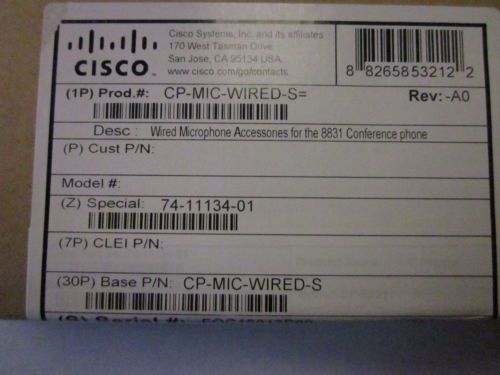 CISCO
Cisco Systems, Inc. and its affiliates
170 West Tasman Drive
San Jose, CA 95134 USA
www.cisco.com/go/contacts
8 82658 53212 2
(1P) Prod.#: CP-MIC-WIRED-S= Rev: -A0
Desc : Wired Microphone Accessories for the 8831 Conference phone
(P) Cust P/N:
Model #:
(Z) Special: 74-11134-01
(7P) CLEI P/N:
(30P) Base P/N: CP-MIC-WIRED-S
(S) Serial #: